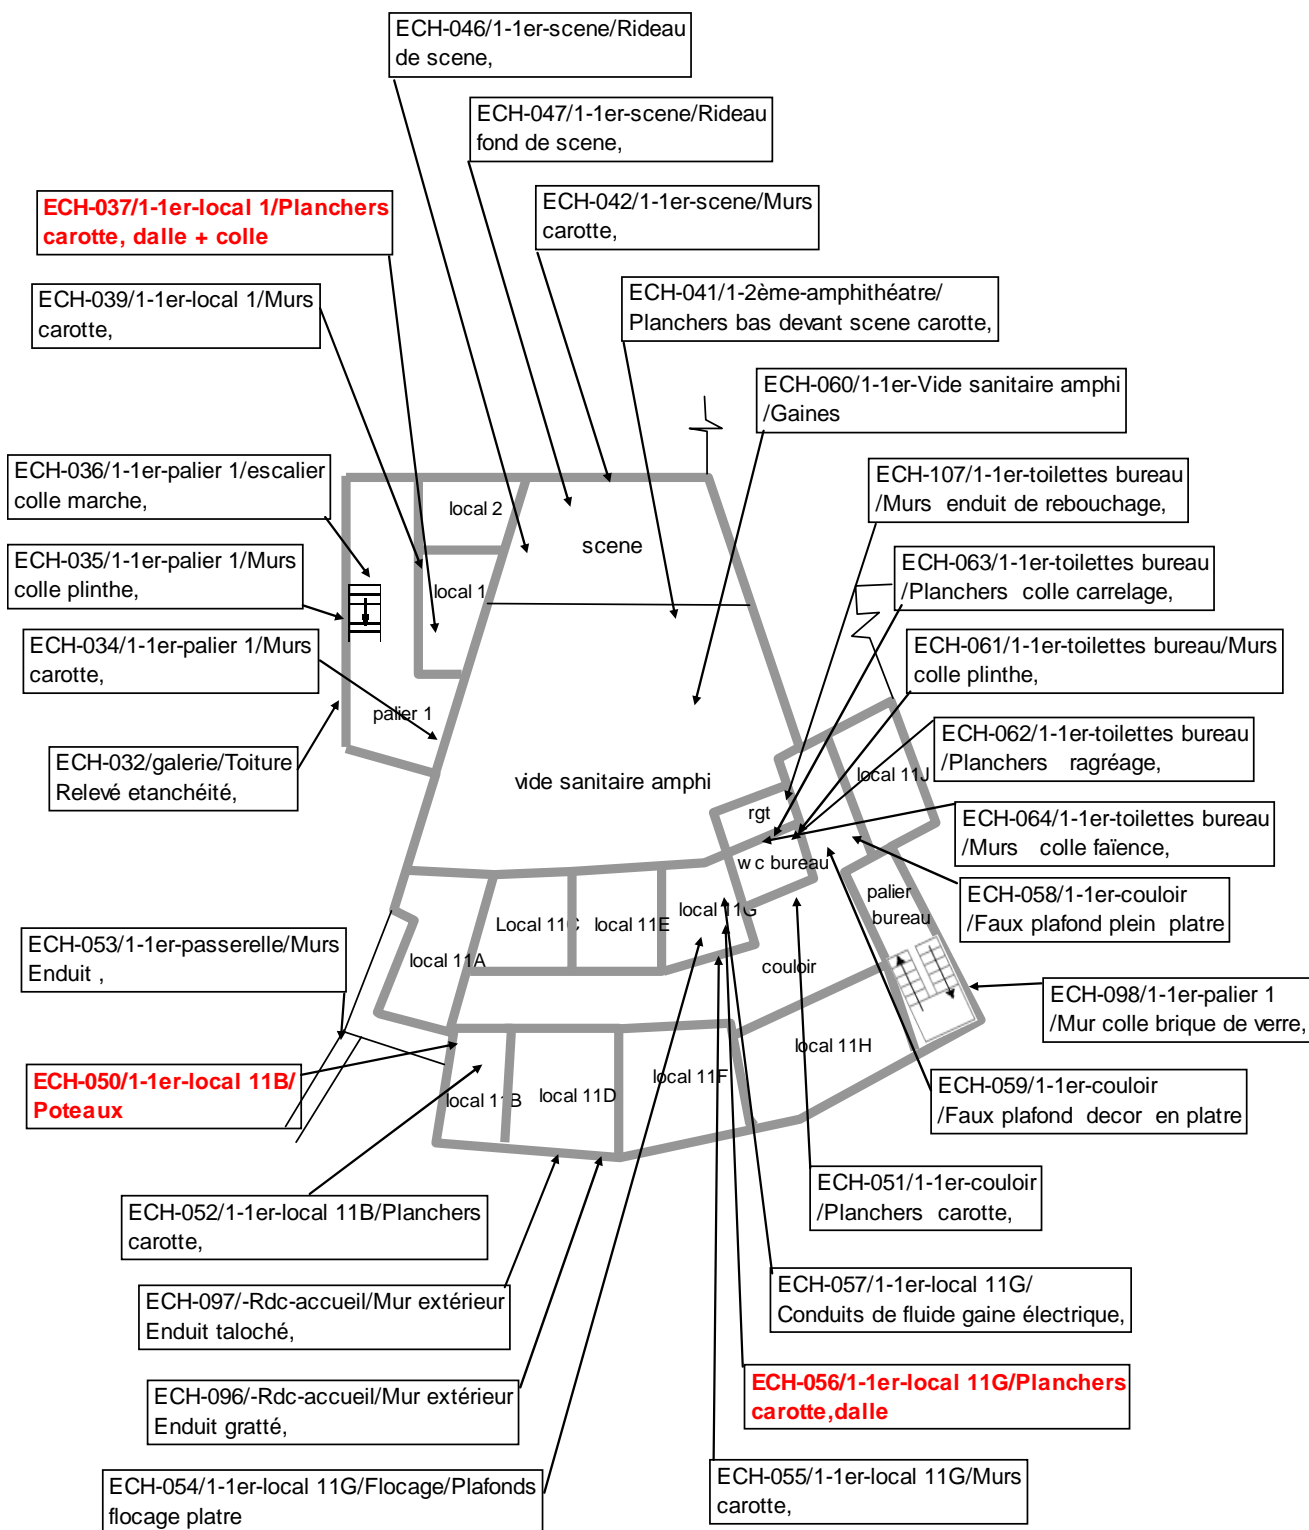 ECH-046/1-1er-scene/Rideau
de scene,
ECH-047/1-1er-scene/Rideau
fond de scene,
ECH-037/1-1er-local 1/Planchers
carotte, dalle + colle
ECH-042/1-1er-scene/Murs
carotte,
ECH-039/1-1er-local 1/Murs
carotte,
ECH-041/1-2ème-amphithéatre/
Planchers bas devant scene carotte,
ECH-060/1-1er-Vide sanitaire amphi
/Gaines
ECH-036/1-1er-palier 1/escalier
colle marche,
ECH-107/1-1er-toilettes bureau
/Murs enduit de rebouchage,
local 2
scene
ECH-035/1-1er-palier 1/Murs
colle plinthe,
ECH-063/1-1er-toilettes bureau
/Planchers colle carrelage,
local 1
ECH-034/1-1er-palier 1/Murs
carotte,
ECH-061/1-1er-toilettes bureau/Murs
colle plinthe,
palier 1
ECH-032/galerie/Toiture
Relevé etanchéité,
ECH-062/1-1er-toilettes bureau
/Planchers ragréage,
vide sanitaire amphi
local 11J
rgt
ECH-064/1-1er-toilettes bureau
/Murs colle faïence,
wc bureau
palier
bureau
ECH-058/1-1er-couloir
/Faux plafond plein platre
Local 11C
local 11E
local 11G
ECH-053/1-1er-passerelle/Murs
Enduit ,
local 11A
couloir
ECH-098/1-1er-palier 1
/Mur colle brique de verre,
local 11H
ECH-050/1-1er-local 11B/
Poteaux
local 11B
local 11D
local 11F
ECH-059/1-1er-couloir
/Faux plafond decor en platre
ECH-051/1-1er-couloir
/Planchers carotte,
ECH-052/1-1er-local 11B/Planchers
carotte,
ECH-057/1-1er-local 11G/
Conduits de fluide gaine électrique,
ECH-097/-Rdc-accueil/Mur extérieur
Enduit taloché,
ECH-056/1-1er-local 11G/Planchers
carotte,dalle
ECH-096/-Rdc-accueil/Mur extérieur
Enduit gratté,
ECH-054/1-1er-local 11G/Flocage/Plafonds
flocage platre
ECH-055/1-1er-local 11G/Murs
carotte,